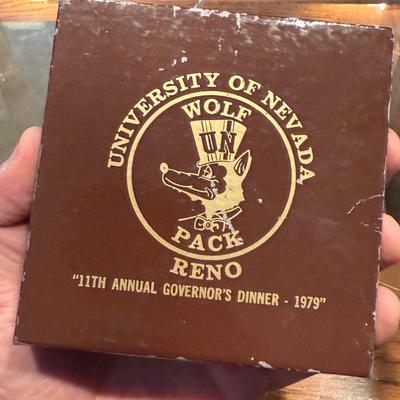 UNIVERSITY OF NEVADA
WOLF
UN
PACK
RENO
"11TH ANNUAL GOVERNOR'S DINNER - 1979"